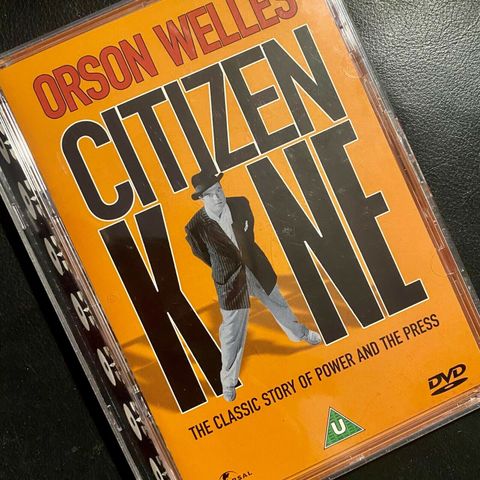 ORSON WELLES
CITIZEN
KANE
THE CLASSIC STORY OF POWER AND THE PRESS
DVD
U